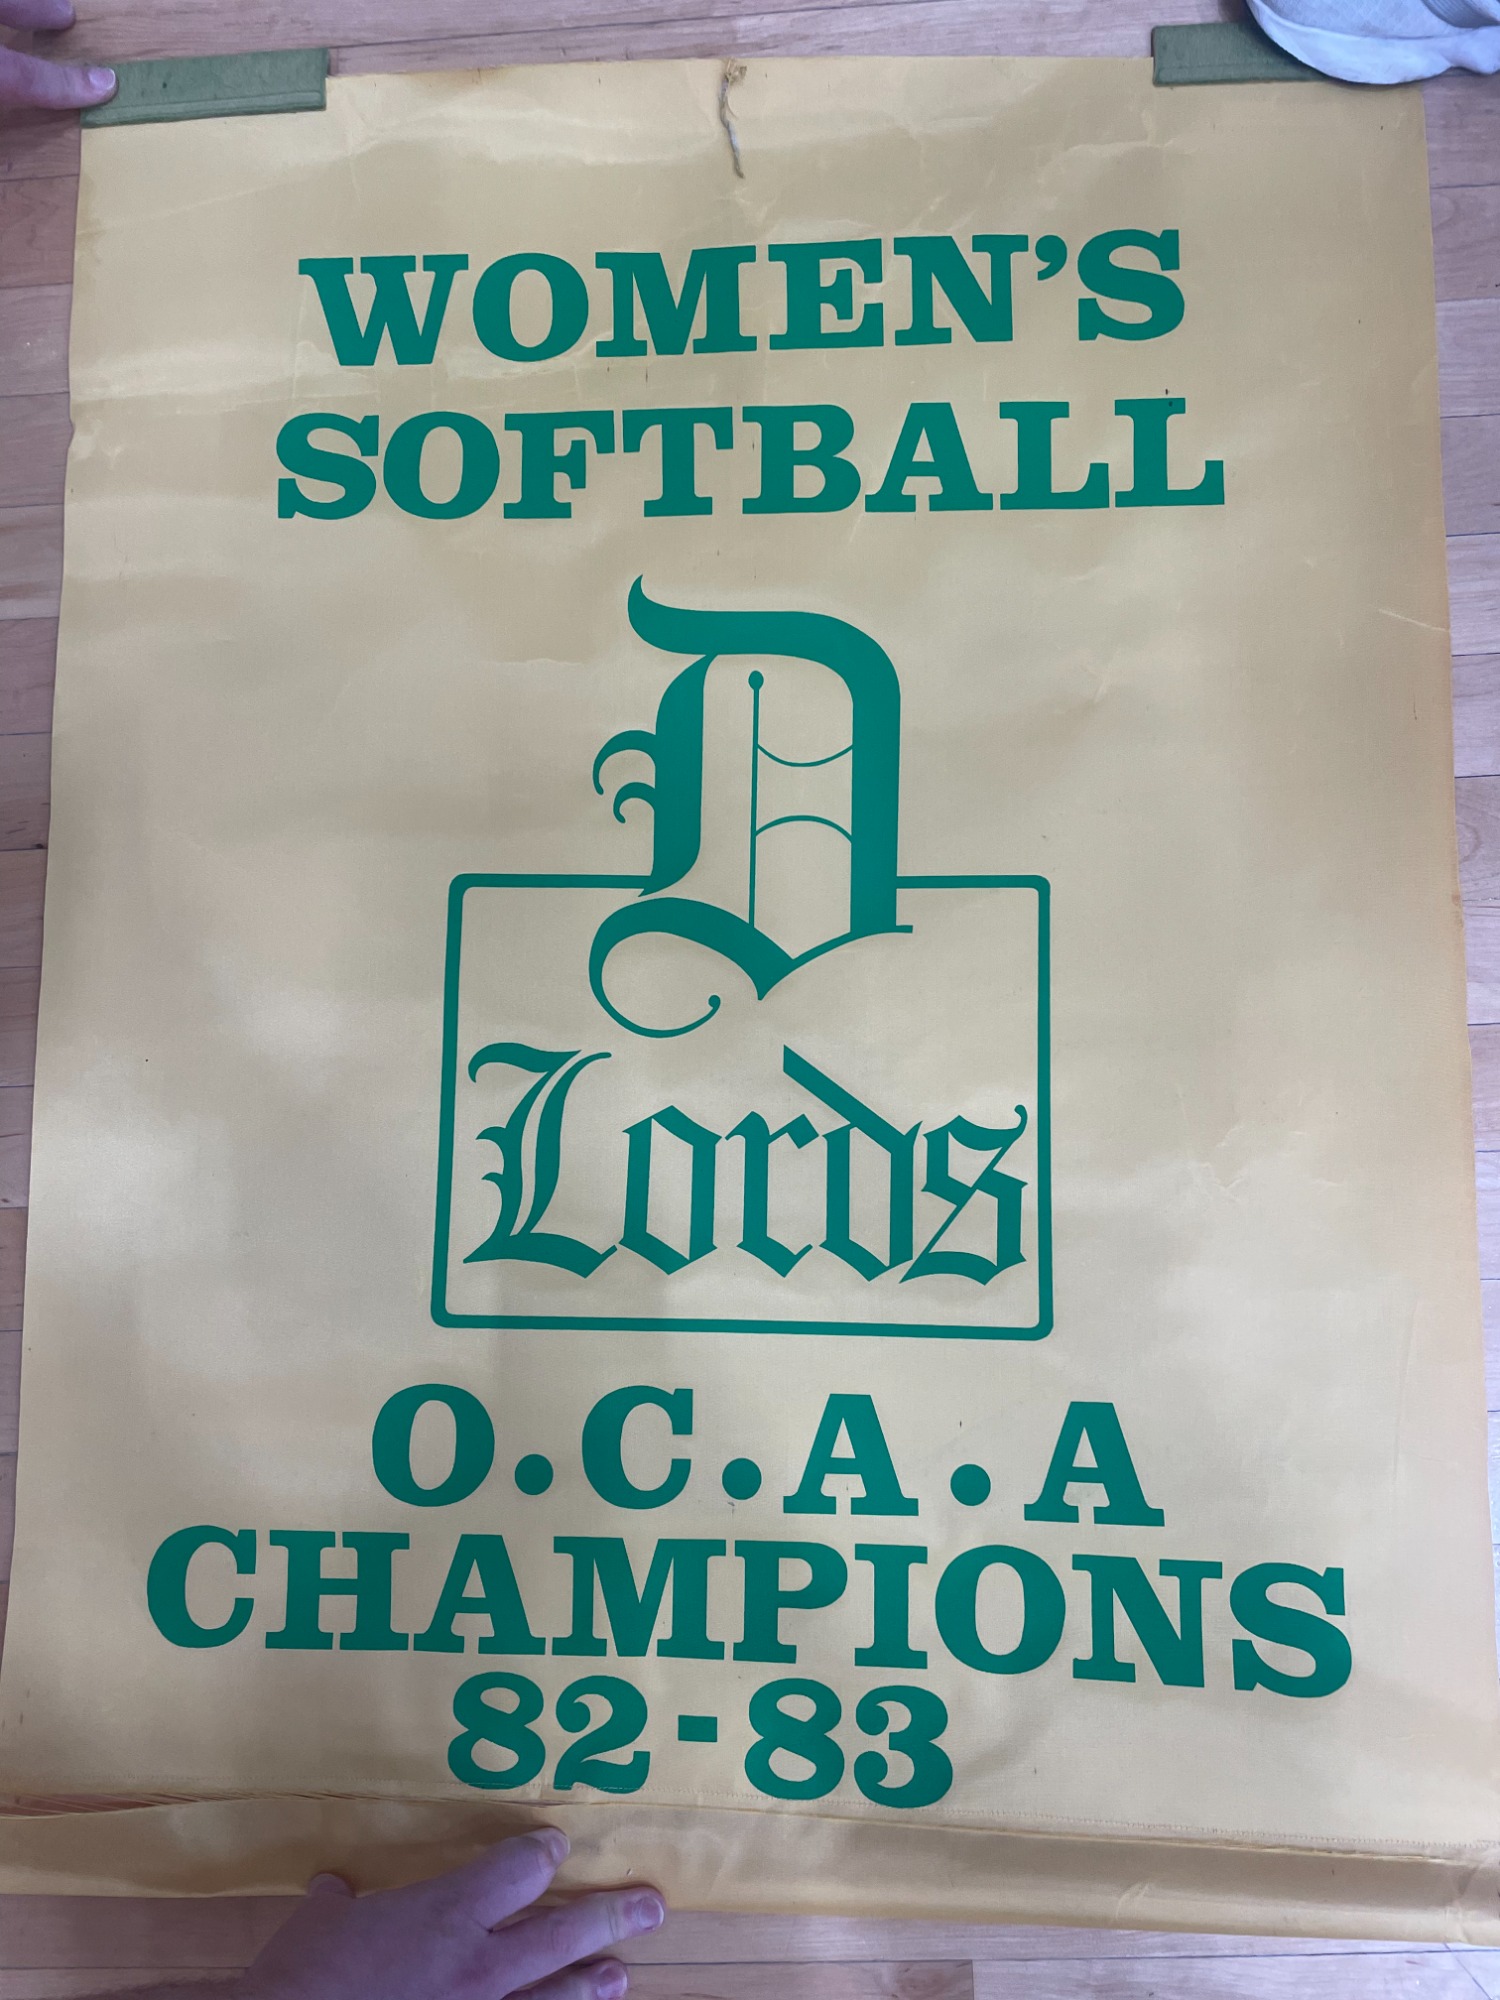 WOMEN'S
SOFTBALL
D
Lords
O.C.A.A
CHAMPIONS
82-83